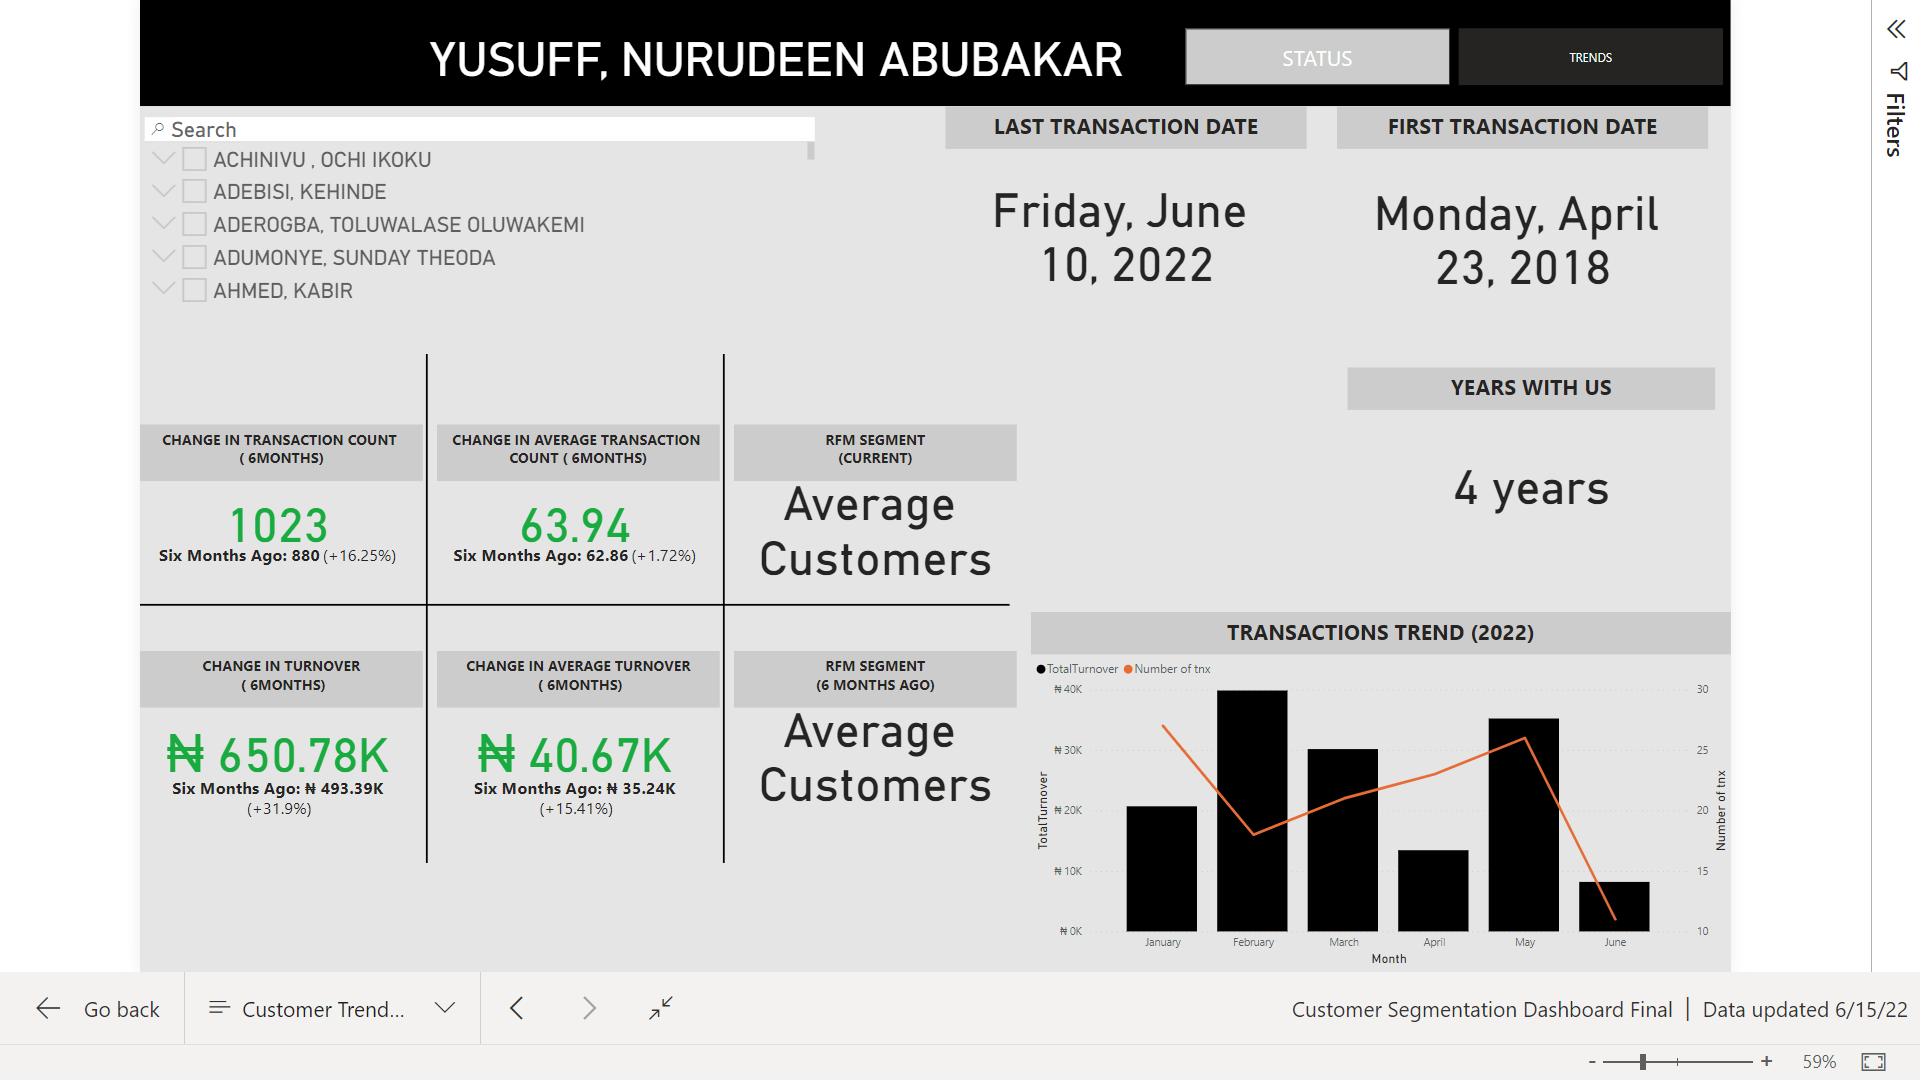 YUSUFF, NURUDEEN ABUBAKAR
STATUS
TRENDS
Filters
Search
ACHINIVU , OCHI IKOKU
ADEBISI, KEHINDE
ADEROGBA, TOLUWALASE OLUWAKEMI
ADUMONYE, SUNDAY THEODA
AHMED, KABIR
LAST TRANSACTION DATE
Friday, June
10, 2022
FIRST TRANSACTION DATE
Monday, April
23, 2018
YEARS WITH US
4 years
CHANGE IN TRANSACTION COUNT
( 6MONTHS)
1023
Six Months Ago: 880 (+16.25%)
CHANGE IN AVERAGE TRANSACTION
COUNT ( 6MONTHS)
63.94
Six Months Ago: 62.86 (+1.72%)
RFM SEGMENT
(CURRENT)
Average
Customers
CHANGE IN TURNOVER
( 6MONTHS)
₦ 650.78K
Six Months Ago: ₦ 493.39K
(+31.9%)
CHANGE IN AVERAGE TURNOVER
( 6MONTHS)
₦ 40.67K
Six Months Ago: ₦ 35.24K
(+15.41%)
RFM SEGMENT
(6 MONTHS AGO)
Average
Customers
TRANSACTIONS TREND (2022)
TotalTurnover Number of tnx
₦ 40K
₦ 30K
₦ 20K
₦ 10K
₦ 0K
TotalTurnover
30
25
20
15
10
Number of tnx
January February March April May June
Month
Go back
Customer Trend...
Customer Segmentation Dashboard Final | Data updated 6/15/22
- + 59%